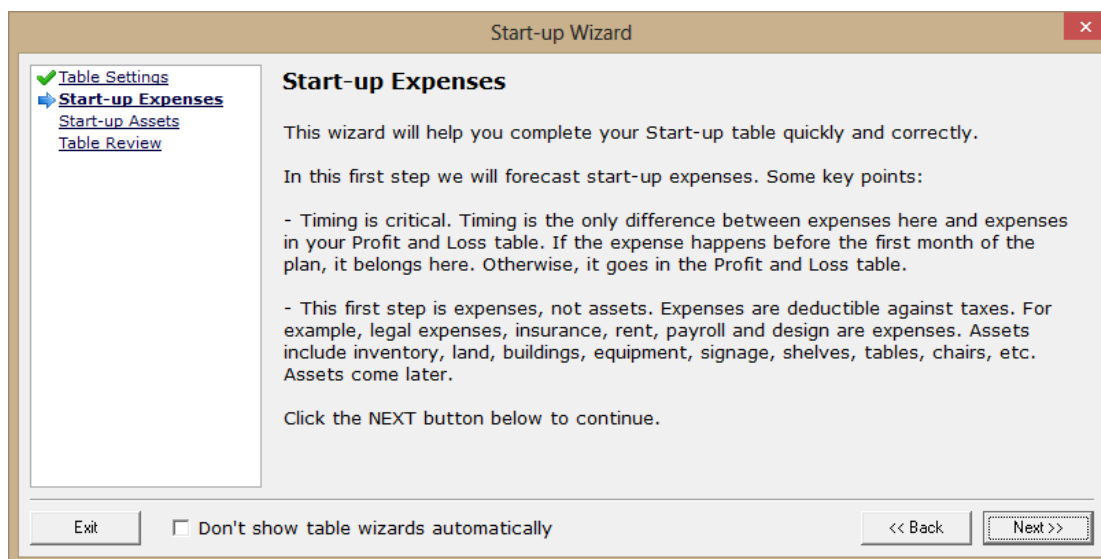 Start-up Wizard
Table Settings
Start-up Expenses
Start-up Assets
Table Review
Start-up Expenses
This wizard will help you complete your Start-up table quickly and correctly.
In this first step we will forecast start-up expenses. Some key points:
- Timing is critical. Timing is the only difference between expenses here and expenses
in your Profit and Loss table. If the expense happens before the first month of the
plan, it belongs here. Otherwise, it goes in the Profit and Loss table.
- This first step is expenses, not assets. Expenses are deductible against taxes. For
example, legal expenses, insurance, rent, payroll and design are expenses. Assets
include inventory, land, buildings, equipment, signage, shelves, tables, chairs, etc.
Assets come later.
Click the NEXT button below to continue.
Exit
Don't show table wizards automatically
<< Back
Next >>